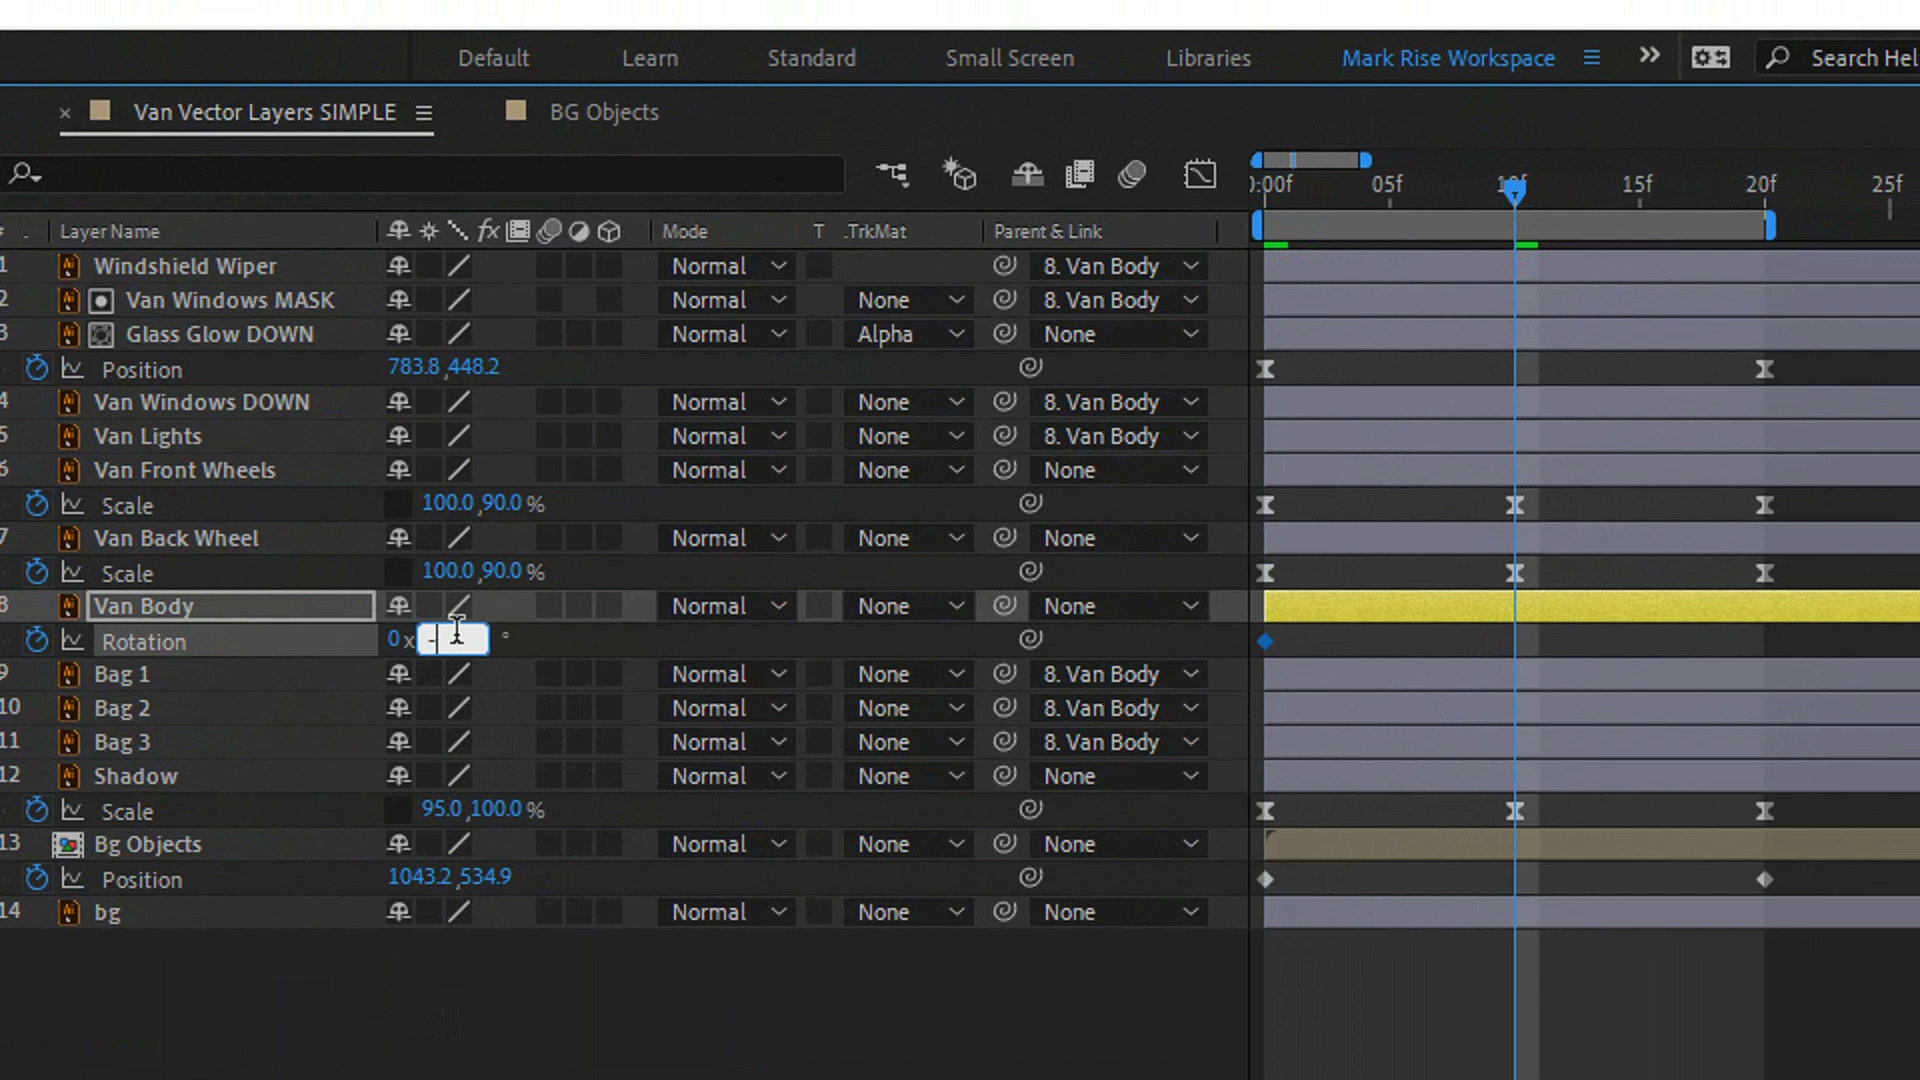 Default Learn Standard Small Screen Libraries Mark Rise Workspace Search Hel
Van Vector Layers SIMPLE BG Objects
0:00f 05f 10f 15f 20f 25f
# . Layer Name fx Mode T .TrkMat Parent & Link
1 Windshield Wiper Normal 8. Van Body
2 Van Windows MASK Normal None 8. Van Body
3 Glass Glow DOWN Normal Alpha None
Position 783.8,448.2
4 Van Windows DOWN Normal None 8. Van Body
5 Van Lights Normal None 8. Van Body
6 Van Front Wheels Normal None None
Scale 100.0,90.0%
7 Van Back Wheel Normal None None
Scale 100.0,90.0%
8 Van Body Normal None None
Rotation 0x - °
9 Bag 1 Normal None 8. Van Body
10 Bag 2 Normal None 8. Van Body
11 Bag 3 Normal None 8. Van Body
12 Shadow Normal None None
Scale 95.0,100.0%
13 Bg Objects Normal None None
Position 1043.2,534.9
14 bg Normal None None